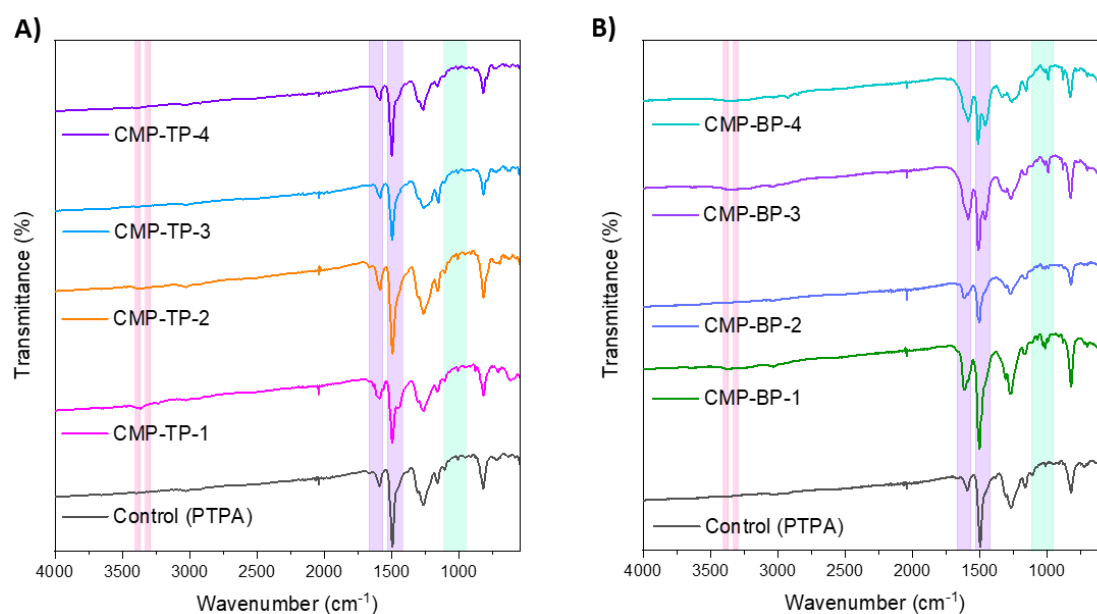 A)
Transmittance (%)
CMP-TP-4
CMP-TP-3
CMP-TP-2
CMP-TP-1
Control (PTPA)
4000 3500 3000 2500 2000 1500 1000
Wavenumber (cm⁻¹)
B)
Transmittance (%)
CMP-BP-4
CMP-BP-3
CMP-BP-2
CMP-BP-1
Control (PTPA)
4000 3500 3000 2500 2000 1500 1000
Wavenumber (cm⁻¹)